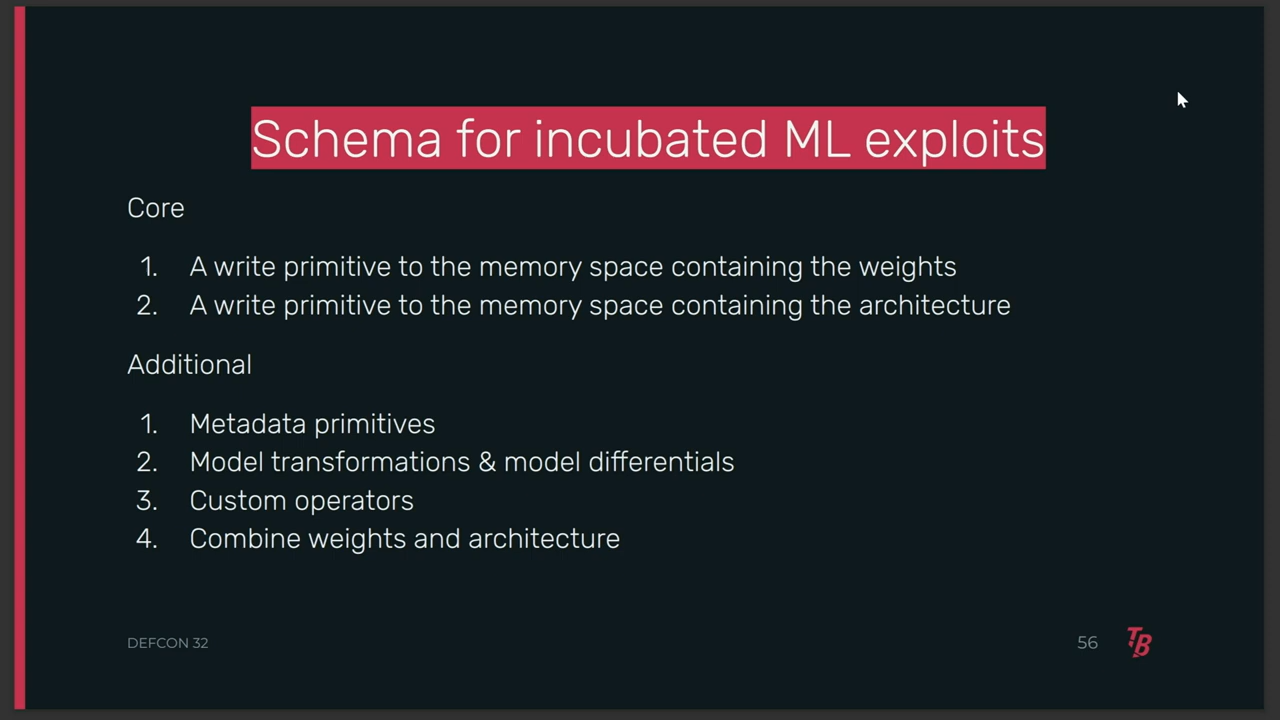 Schema for incubated ML exploits
Core
1. A write primitive to the memory space containing the weights
2. A write primitive to the memory space containing the architecture
Additional
1. Metadata primitives
2. Model transformations & model differentials
3. Custom operators
4. Combine weights and architecture
DEFCON 32
56
TB